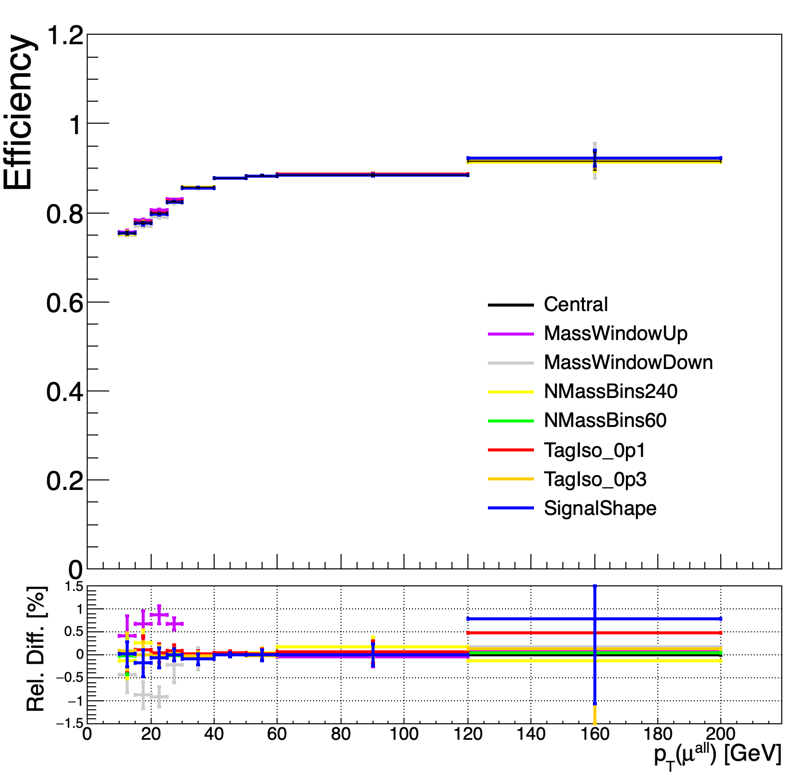 Efficiency
1.2
1
0.8
0.6
0.4
0.2
0
Central
MassWindowUp
MassWindowDown
NMassBins240
NMassBins60
TagIso_0p1
TagIso_0p3
SignalShape
Rel. Diff. [%]
1.5
1
0.5
0
−0.5
−1
−1.5
0 20 40 60 80 100 120 140 160 180 200
p_T(μ^all) [GeV]